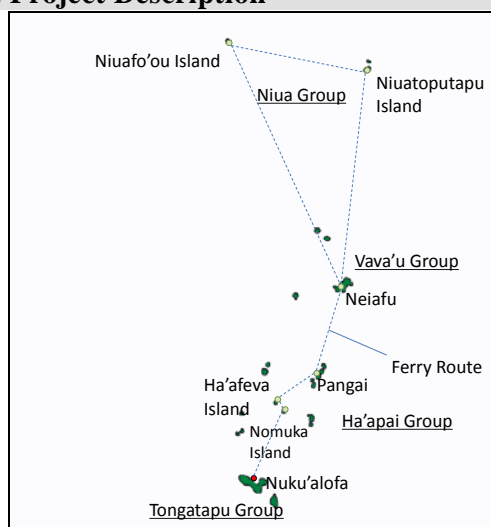 Project Description
Niuafo'ou Island
Niuatoputapu
Island
Niua Group
Vava'u Group
Neiafu
Ferry Route
Ha'afeva
Island
Pangai
Ha'apai Group
Nomuka
Island
Nuku'alofa
Tongatapu Group